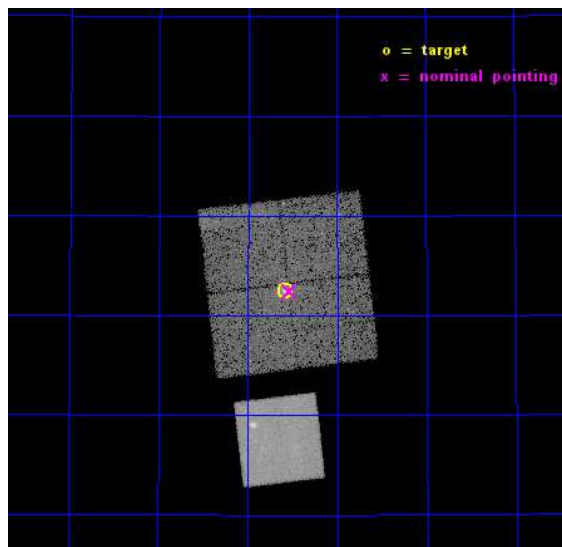 o = target
x = nominal pointing